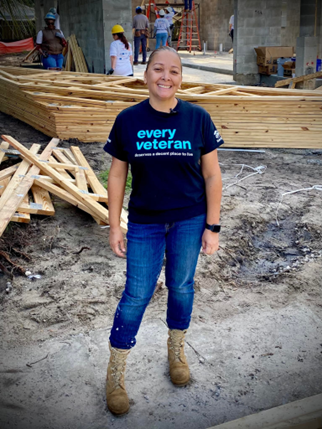 every
veteran
deserves a decent place to live